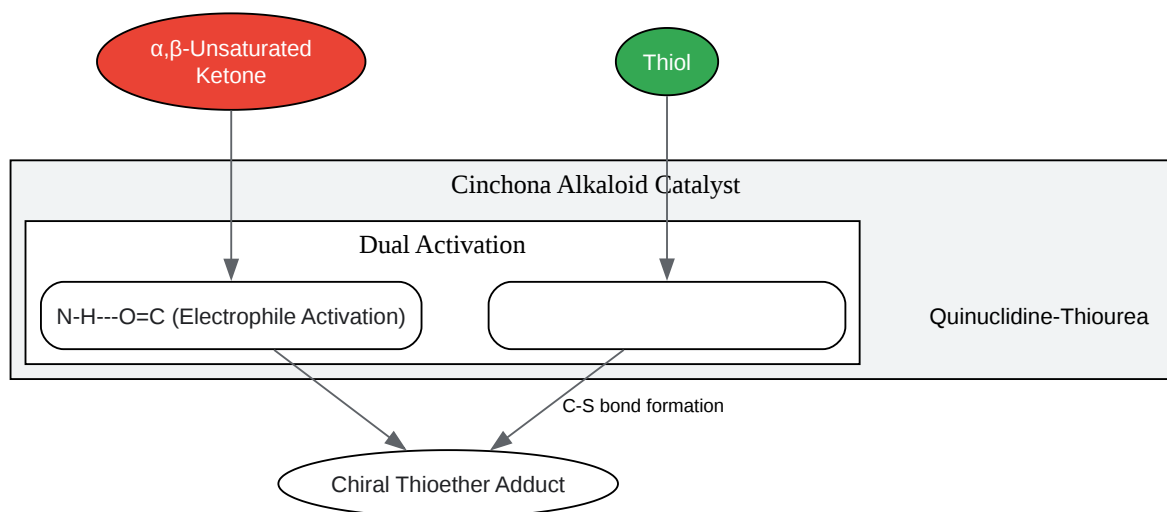 α,β-Unsaturated
Ketone
Thiol
Cinchona Alkaloid Catalyst
Dual Activation
N-H---O=C (Electrophile Activation)
Quinuclidine-Thiourea
C-S bond formation
Chiral Thioether Adduct